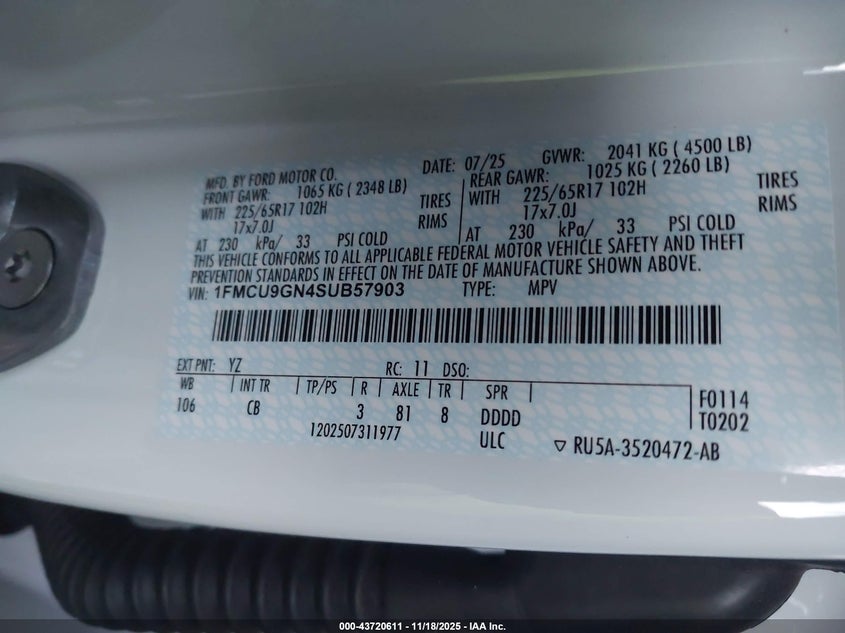 MFD. BY FORD MOTOR CO.
DATE: 07/25 GVWR: 2041 KG ( 4500 LB)
FRONT GAWR: 1065 KG ( 2348 LB) REAR GAWR: 1025 KG ( 2260 LB)
WITH 225/65R17 102H TIRES WITH 225/65R17 102H TIRES
17x7.0J RIMS 17x7.0J RIMS
AT 230 kPa/ 33 PSI COLD AT 230 kPa/ 33 PSI COLD
THIS VEHICLE CONFORMS TO ALL APPLICABLE FEDERAL MOTOR VEHICLE SAFETY AND THEFT
PREVENTION STANDARDS IN EFFECT ON THE DATE OF MANUFACTURE SHOWN ABOVE.
VIN: 1FMCU9GN4SUB57903 TYPE: MPV
EXT PNT: YZ RC: 11 DSO:
WB INT TR TP/PS R AXLE TR SPR F0114
106 CB 3 81 8 DDDD T0202
1202507311977 ULC ▽ RU5A-3520472-AB
000-43720611 - 11/18/2025 - IAA Inc.